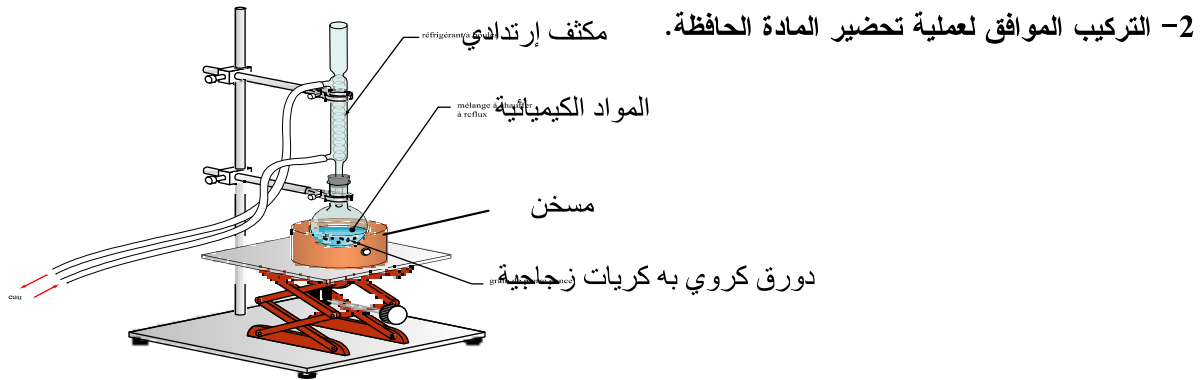 2- التركيب الموافق لعملية تحضير المادة الحافظة.
مكثف إرتدادي
réfrigérant à boules
المواد الكيميائية
mélange à chauffer
à reflux
مسخن
دورق كروي به كريات زجاجية
eau